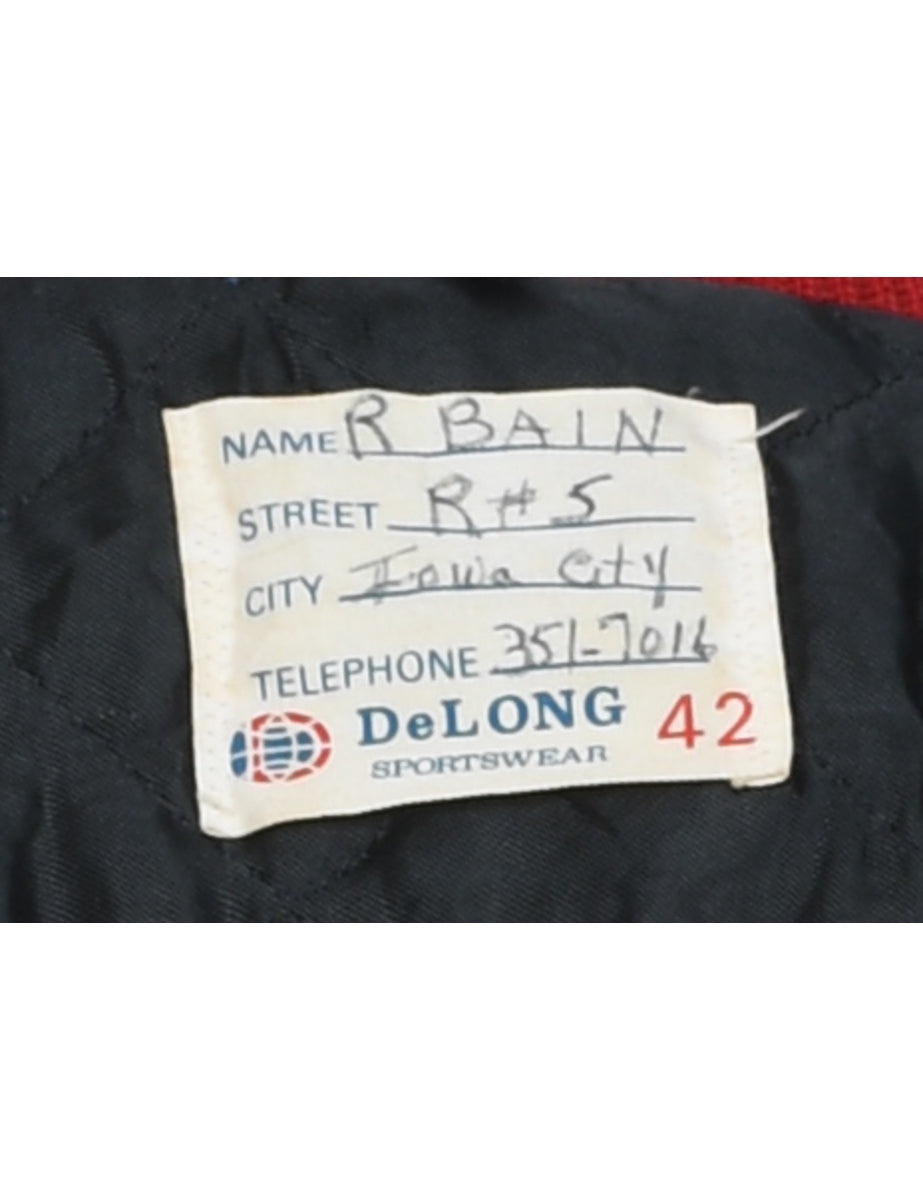 NAME R BAIN
STREET R#5
CITY Iowa City
TELEPHONE 351-7016
DeLONG 42
SPORTSWEAR